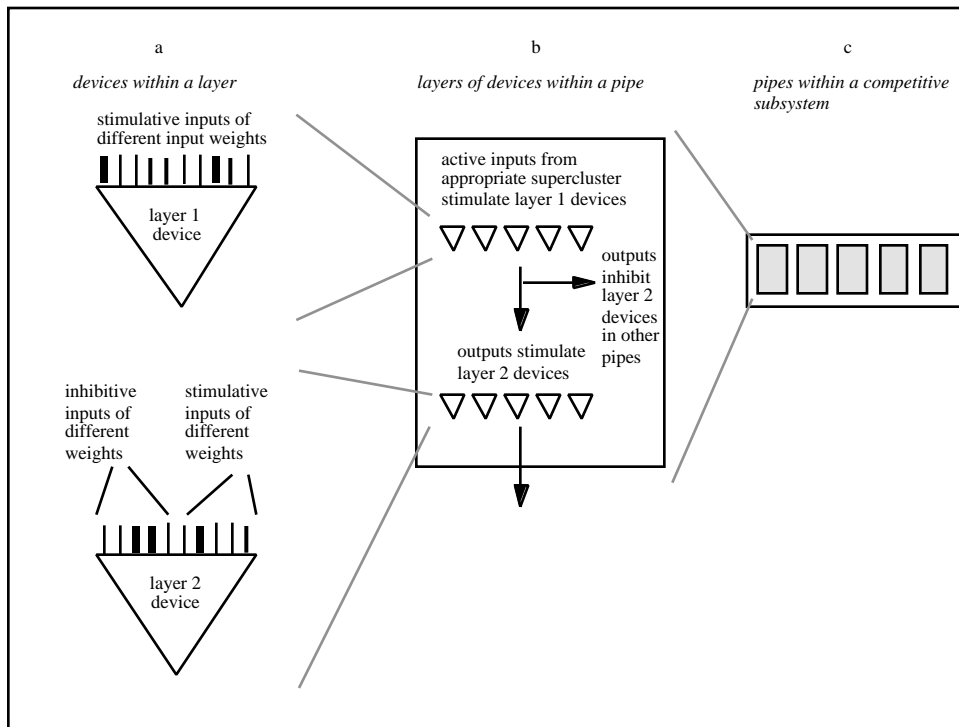 a
devices within a layer
stimulative inputs of
different input weights
layer 1
device
inhibitive
inputs of
different
weights
stimulative
inputs of
different
weights
layer 2
device
b
layers of devices within a pipe
active inputs from
appropriate supercluster
stimulate layer 1 devices
outputs
inhibit
layer 2
devices
in other
pipes
outputs stimulate
layer 2 devices
c
pipes within a competitive
subsystem